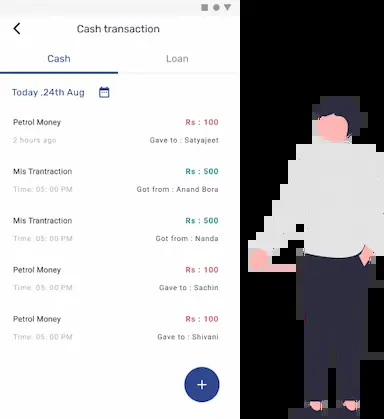 Cash transaction
Cash Loan
Today .24th Aug
Petrol Money Rs : 100
2 hours ago Gave to : Satyajeet
Mis Trantraction Rs : 500
Time: 05: 00 PM Got from : Anand Bora
Mis Trantraction Rs : 500
Time: 05: 00 PM Got from : Nanda
Petrol Money Rs : 100
Time: 05: 00 PM Gave to : Sachin
Petrol Money Rs : 100
Time: 05: 00 PM Gave to : Shivani
+